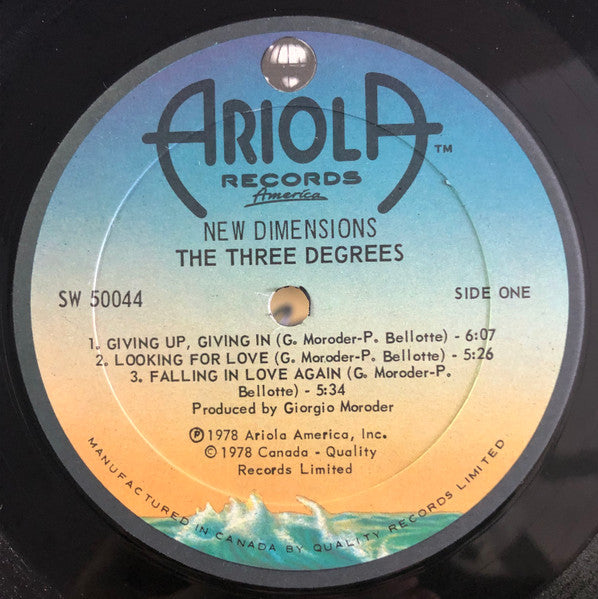 ARIOLA™
RECORDS
America
NEW DIMENSIONS
THE THREE DEGREES
SW 50044
SIDE ONE
1. GIVING UP, GIVING IN (G. Moroder-P. Bellotte) - 6:07
2. LOOKING FOR LOVE (G. Moroder-P. Bellotte) - 5:26
3. FALLING IN LOVE AGAIN (G. Moroder-P.
Bellotte) - 5:34
Produced by Giorgio Moroder
℗ 1978 Ariola America, Inc.
© 1978 Canada - Quality
Records Limited
MANUFACTURED IN CANADA BY QUALITY RECORDS LIMITED